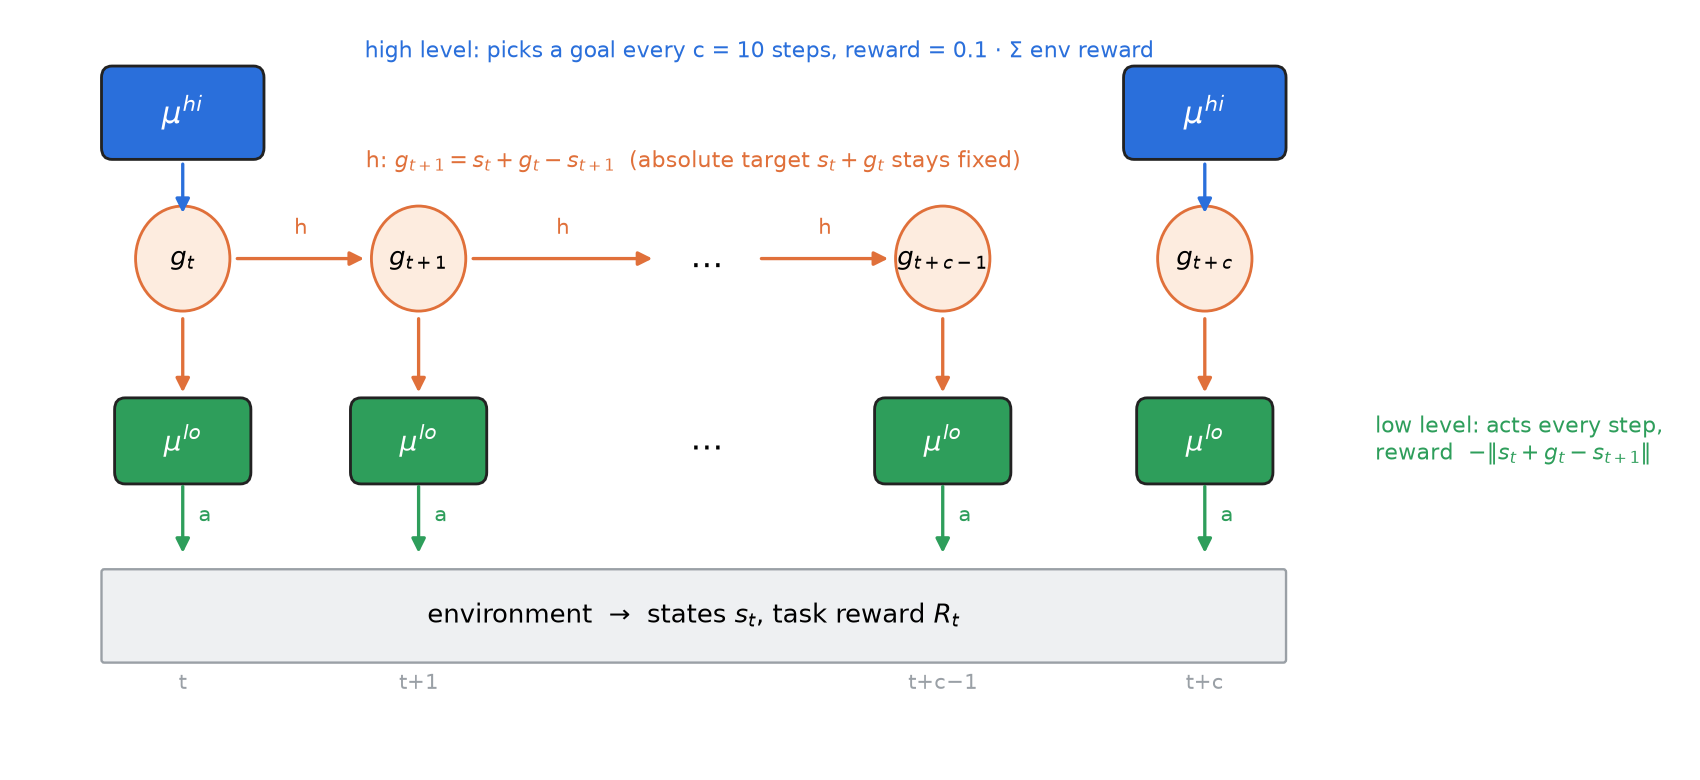 high level: picks a goal every c = 10 steps, reward = 0.1 · Σ env reward
μ^{hi} μ^{hi}
h: g_{t+1} = s_t + g_t − s_{t+1} (absolute target s_t + g_t stays fixed)
h h h
g_t g_{t+1} ... g_{t+c−1} g_{t+c}
μ^{lo} μ^{lo} ... μ^{lo} μ^{lo}
low level: acts every step,
reward −‖s_t + g_t − s_{t+1}‖
a a a a
environment → states s_t, task reward R_t
t t+1 t+c−1 t+c